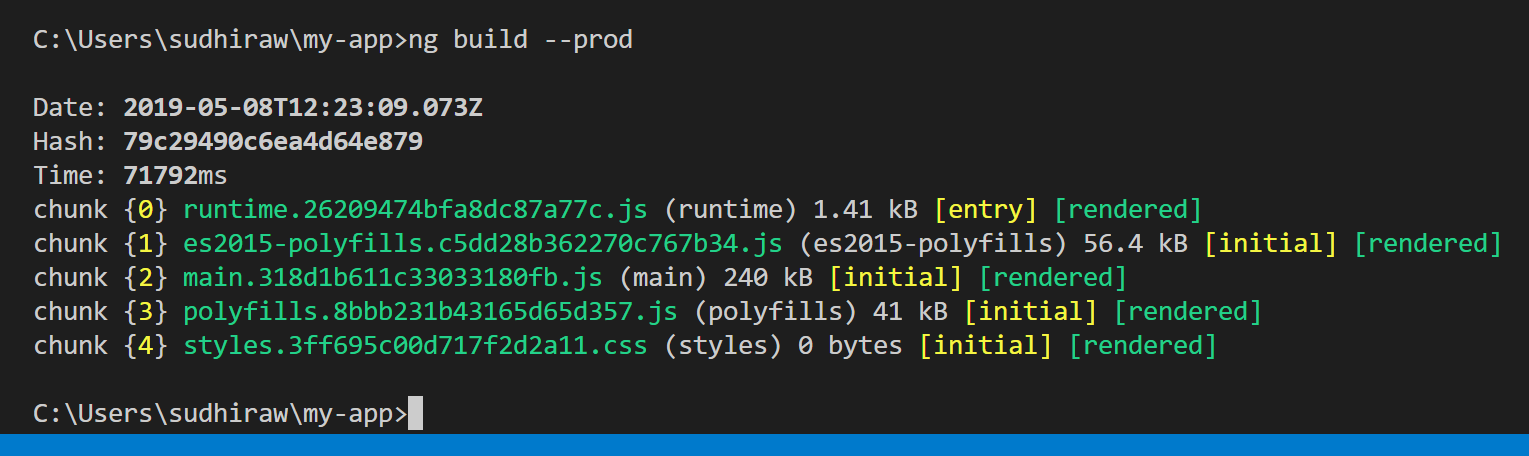 C:\Users\sudhiraw\my-app>ng build --prod
Date: 2019-05-08T12:23:09.073Z
Hash: 79c29490c6ea4d64e879
Time: 71792ms
chunk {0} runtime.26209474bfa8dc87a77c.js (runtime) 1.41 kB [entry] [rendered]
chunk {1} es2015-polyfills.c5dd28b362270c767b34.js (es2015-polyfills) 56.4 kB [initial] [rendered]
chunk {2} main.318d1b611c33033180fb.js (main) 240 kB [initial] [rendered]
chunk {3} polyfills.8bbb231b43165d65d357.js (polyfills) 41 kB [initial] [rendered]
chunk {4} styles.3ff695c00d717f2d2a11.css (styles) 0 bytes [initial] [rendered]
C:\Users\sudhiraw\my-app>